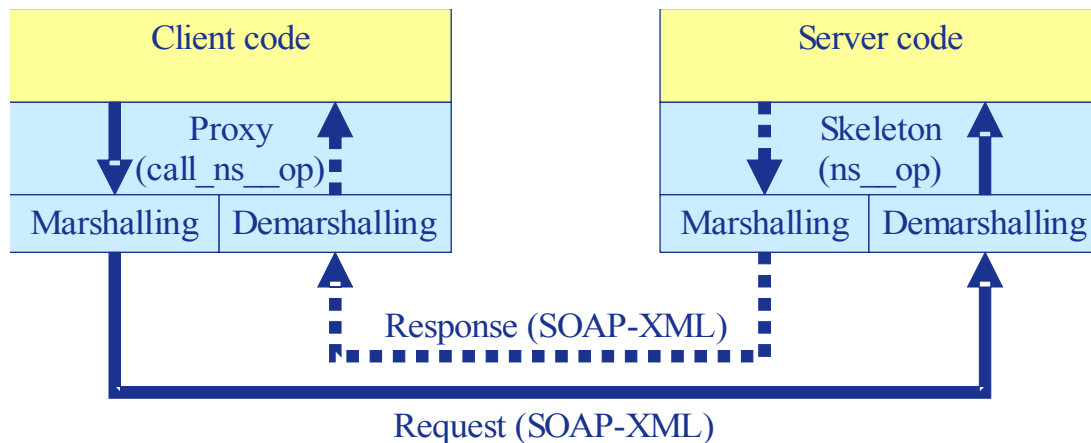 Client code
Server code
Proxy
(call_ns__op)
Skeleton
(ns__op)
Marshalling
Demarshalling
Marshalling
Demarshalling
Response (SOAP-XML)
Request (SOAP-XML)